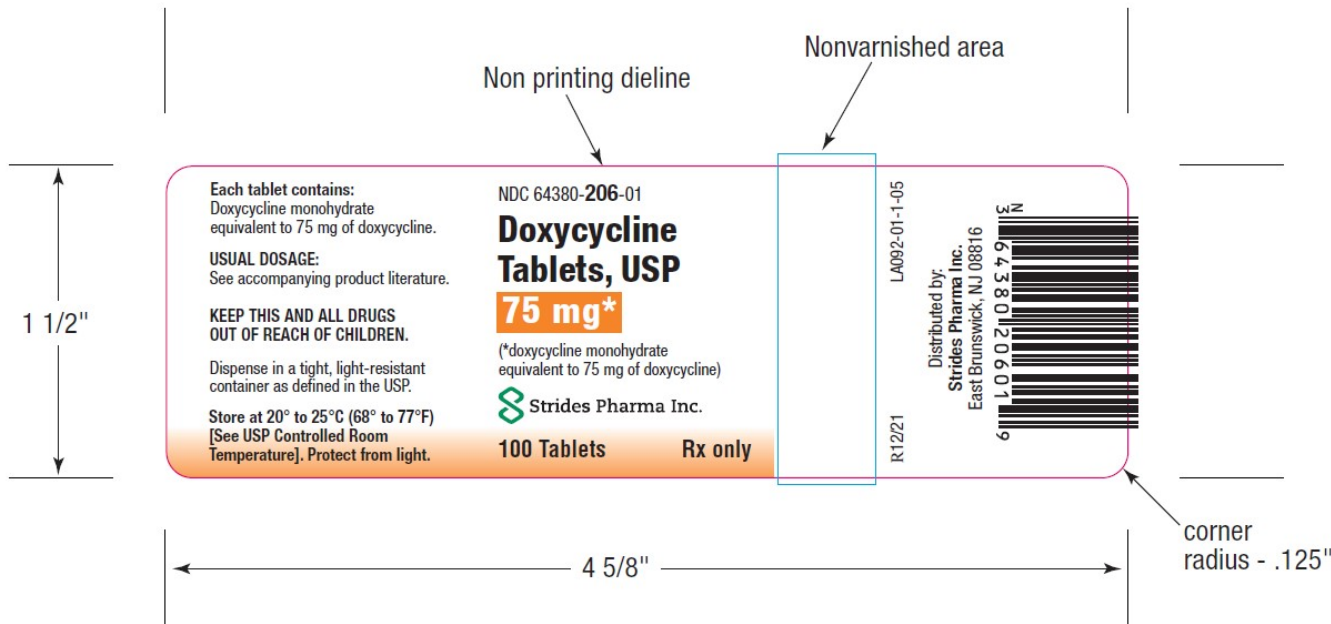 Non printing dieline
Nonvarnished area
1 1/2"
Each tablet contains:
Doxycycline monohydrate
equivalent to 75 mg of doxycycline.
USUAL DOSAGE:
See accompanying product literature.
KEEP THIS AND ALL DRUGS
OUT OF REACH OF CHILDREN.
Dispense in a tight, light-resistant
container as defined in the USP.
Store at 20° to 25°C (68° to 77°F)
[See USP Controlled Room
Temperature]. Protect from light.
NDC 64380-206-01
Doxycycline
Tablets, USP
75 mg*
(*doxycycline monohydrate
equivalent to 75 mg of doxycycline)
Strides Pharma Inc.
100 Tablets Rx only
R12/21 LA092-01-1-05
Distributed by:
Strides Pharma Inc.
East Brunswick, NJ 08816
N
3 64380 20601 9
corner
radius - .125"
4 5/8"